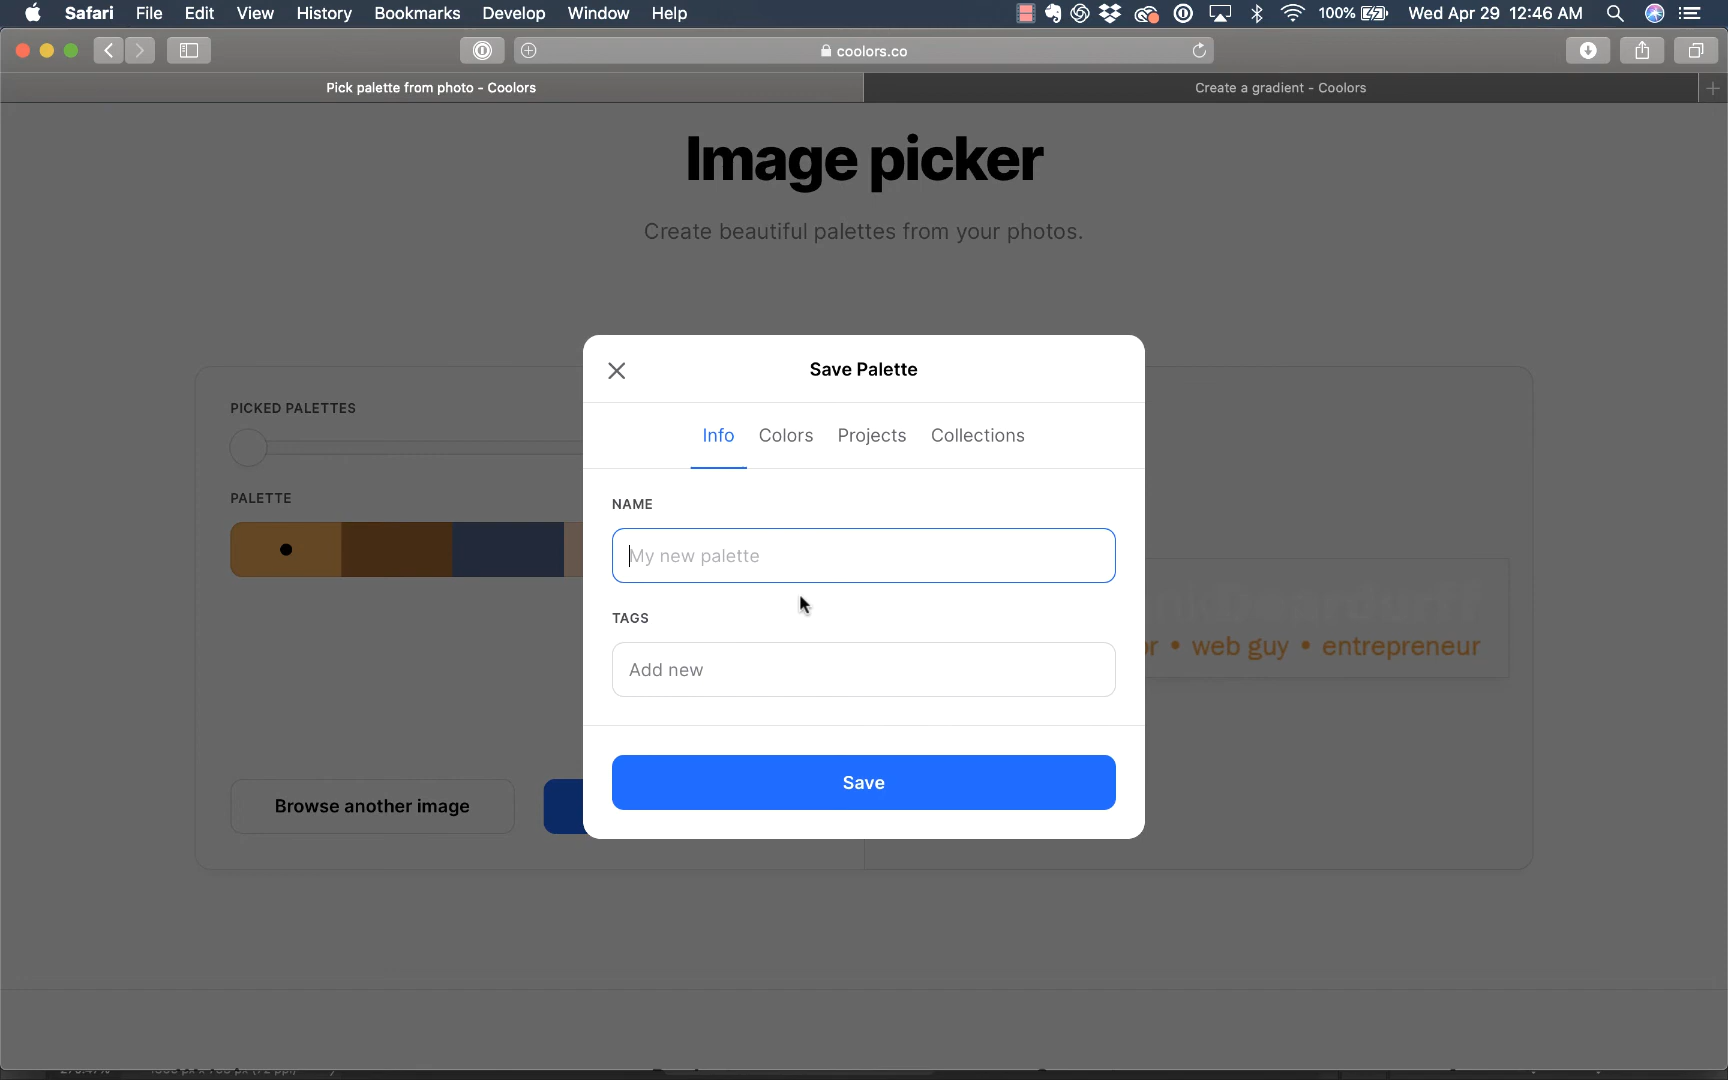 Safari File Edit View History Bookmarks Develop Window Help 100% Wed Apr 29 12:46 AM
coolors.co
Pick palette from photo - Coolors
Create a gradient - Coolors
Image picker
Create beautiful palettes from your photos.
Save Palette
PICKED PALETTES
Info Colors Projects Collections
PALETTE
NAME
My new palette
TAGS
• web guy • entrepreneur
Add new
Save
Browse another image